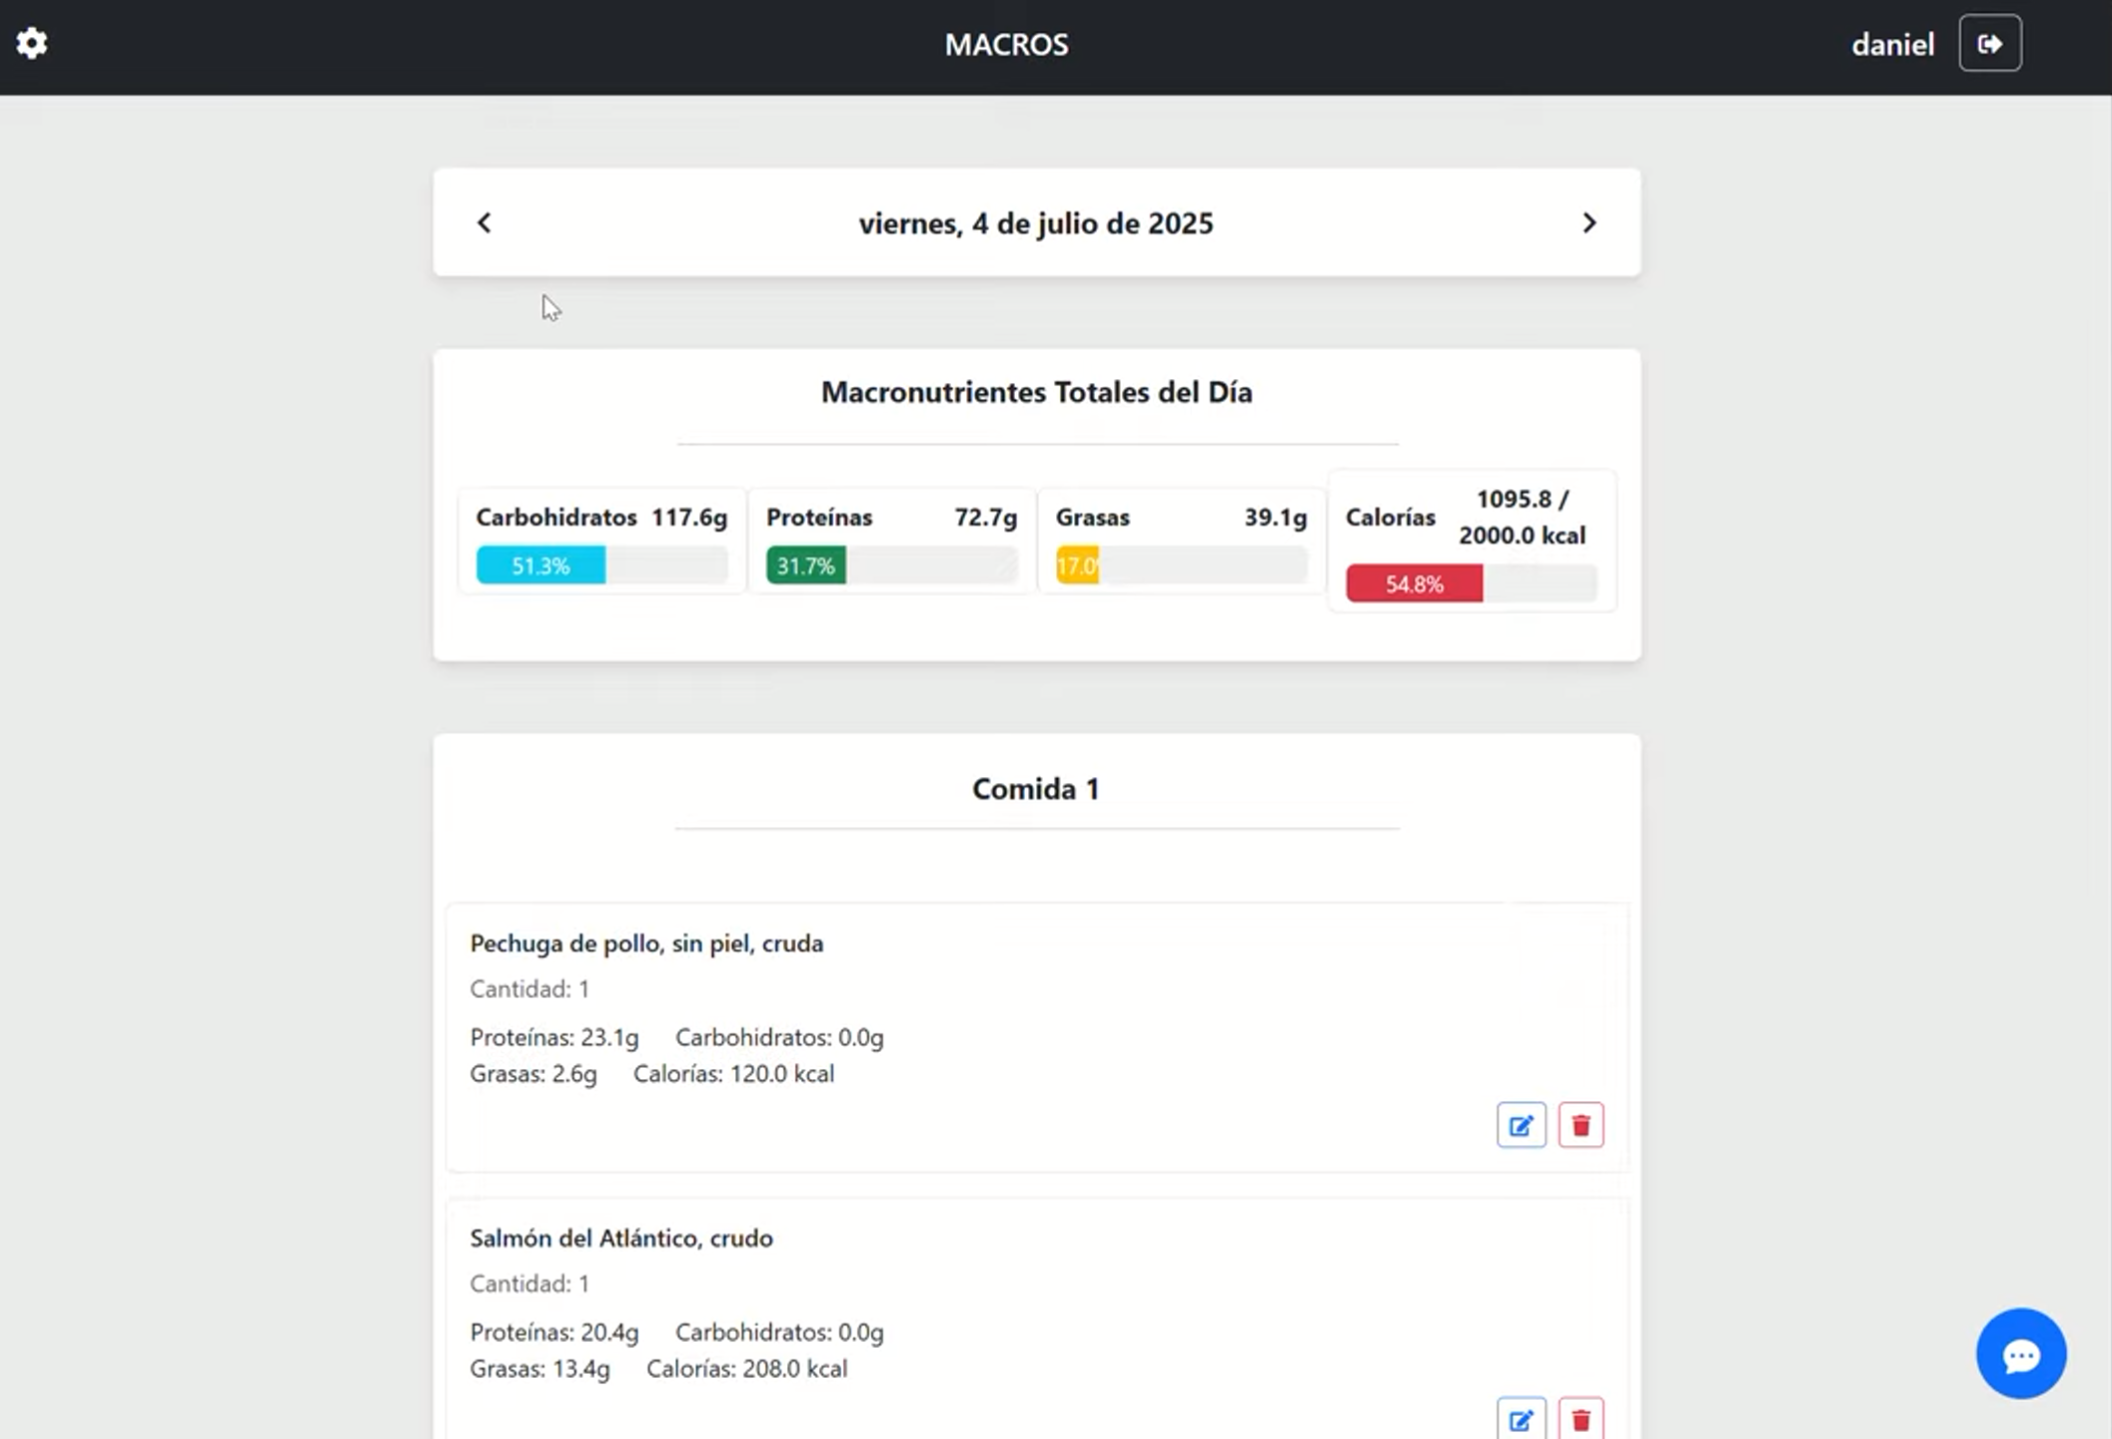 MACROS
daniel
viernes, 4 de julio de 2025
Macronutrientes Totales del Día
Carbohidratos 117.6g
51.3%
Proteínas 72.7g
31.7%
Grasas 39.1g
17.0
Calorías 1095.8 /
2000.0 kcal
54.8%
Comida 1
Pechuga de pollo, sin piel, cruda
Cantidad: 1
Proteínas: 23.1g Carbohidratos: 0.0g
Grasas: 2.6g Calorías: 120.0 kcal
Salmón del Atlántico, crudo
Cantidad: 1
Proteínas: 20.4g Carbohidratos: 0.0g
Grasas: 13.4g Calorías: 208.0 kcal